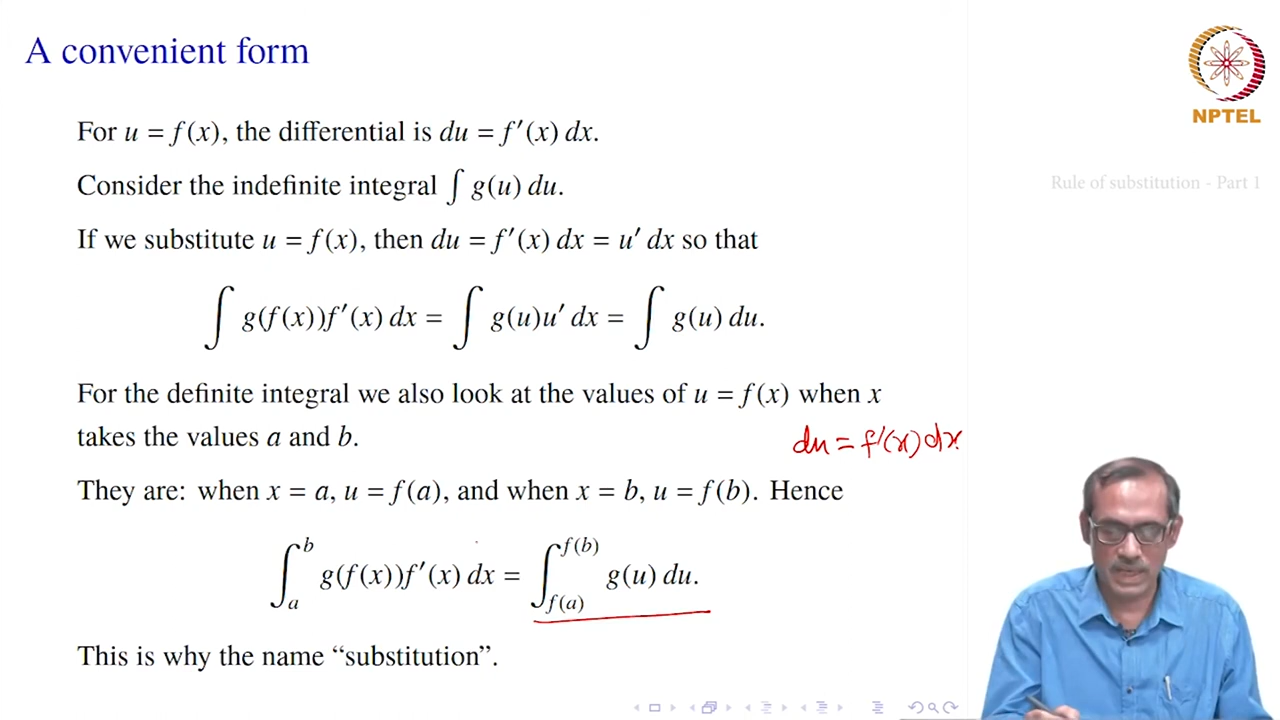 A convenient form
NPTEL
For u = f(x), the differential is du = f′(x) dx.
Rule of substitution - Part 1
Consider the indefinite integral ∫ g(u) du.
If we substitute u = f(x), then du = f′(x) dx = u′ dx so that
∫ g(f(x))f′(x) dx = ∫ g(u)u′ dx = ∫ g(u) du.
For the definite integral we also look at the values of u = f(x) when x
takes the values a and b.
du = f′(x) dx
They are: when x = a, u = f(a), and when x = b, u = f(b). Hence
∫_a^b g(f(x))f′(x) dx = ∫_{f(a)}^{f(b)} g(u) du.
This is why the name “substitution”.